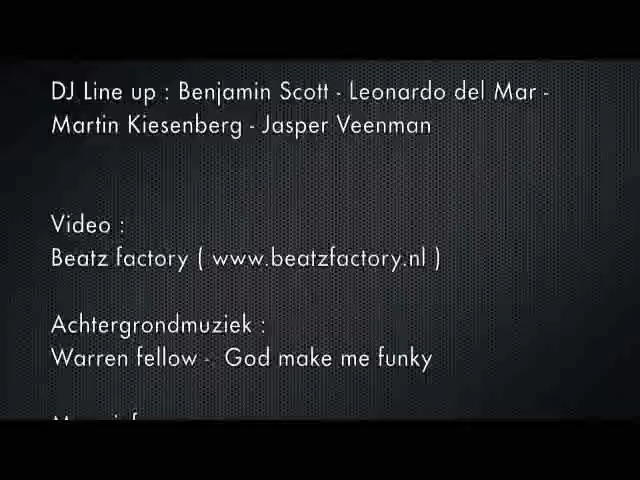 DJ Line up : Benjamin Scott - Leonardo del Mar -
Martin Kiesenberg - Jasper Veenman
Video :
Beatz factory ( www.beatzfactory.nl )
Achtergrondmuziek :
Warren fellow - God make me funky